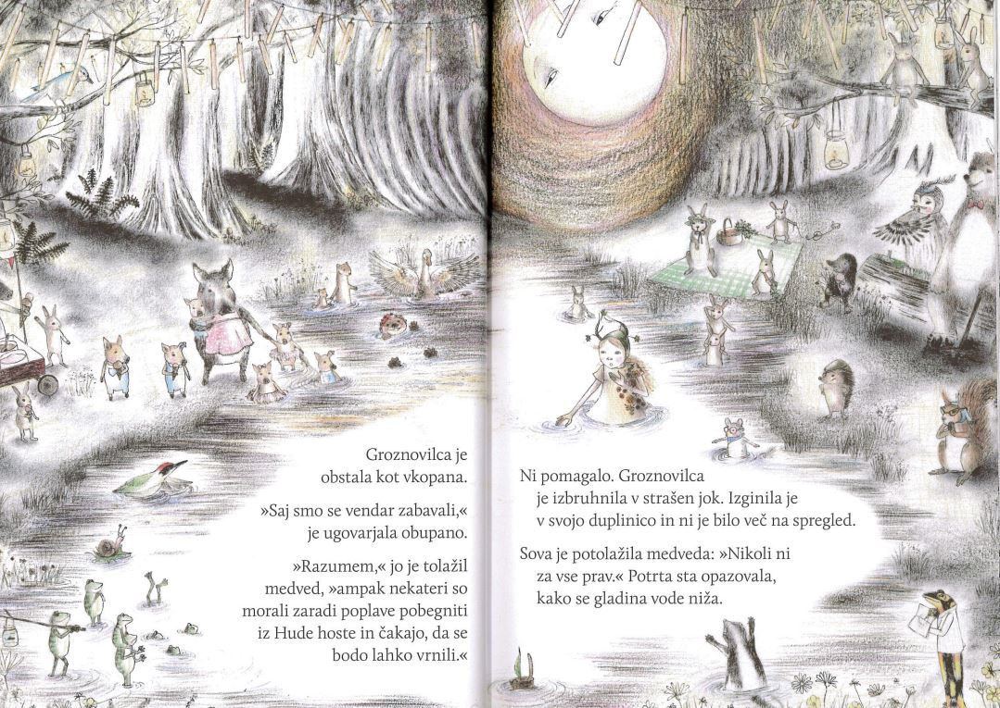 Groznovilca je
obstala kot vkopana.
»Saj smo se vendar zabavali,«
je ugovarjala obupano.
»Razumem,« jo je tolažil
medved, »ampak nekateri so
morali zaradi poplave pobegniti
iz Hude hoste in čakajo, da se
bodo lahko vrnili.«
Ni pomagalo. Groznovilca
je izbruhnila v strašen jok. Izginila je
v svojo duplinico in ni je bilo več na spregled.
Sova je potolažila medveda: »Nikoli ni
za vse prav.« Potrta sta opazovala,
kako se gladina vode niža.